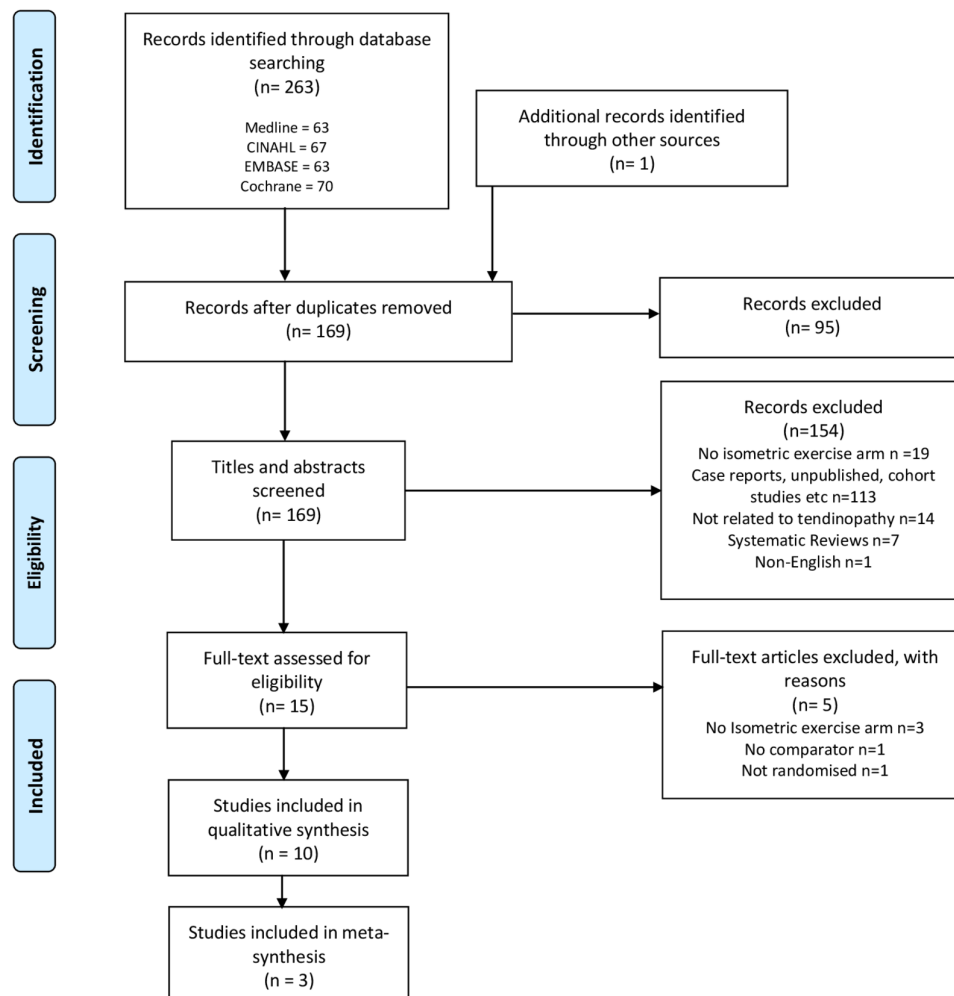 Identification
Records identified through database
searching
(n= 263)
Medline = 63
CINAHL = 67
EMBASE = 63
Cochrane = 70
Additional records identified
through other sources
(n= 1)
Screening
Records after duplicates removed
(n= 169)
Records excluded
(n= 95)
Eligibility
Titles and abstracts
screened
(n= 169)
Records excluded
(n=154)
No isometric exercise arm n =19
Case reports, unpublished, cohort
studies etc n=113
Not related to tendinopathy n=14
Systematic Reviews n=7
Non-English n=1
Full-text assessed for
eligibility
(n= 15)
Full-text articles excluded, with
reasons
(n= 5)
No Isometric exercise arm n=3
No comparator n=1
Not randomised n=1
Included
Studies included in
qualitative synthesis
(n = 10)
Studies included in meta-
synthesis
(n = 3)